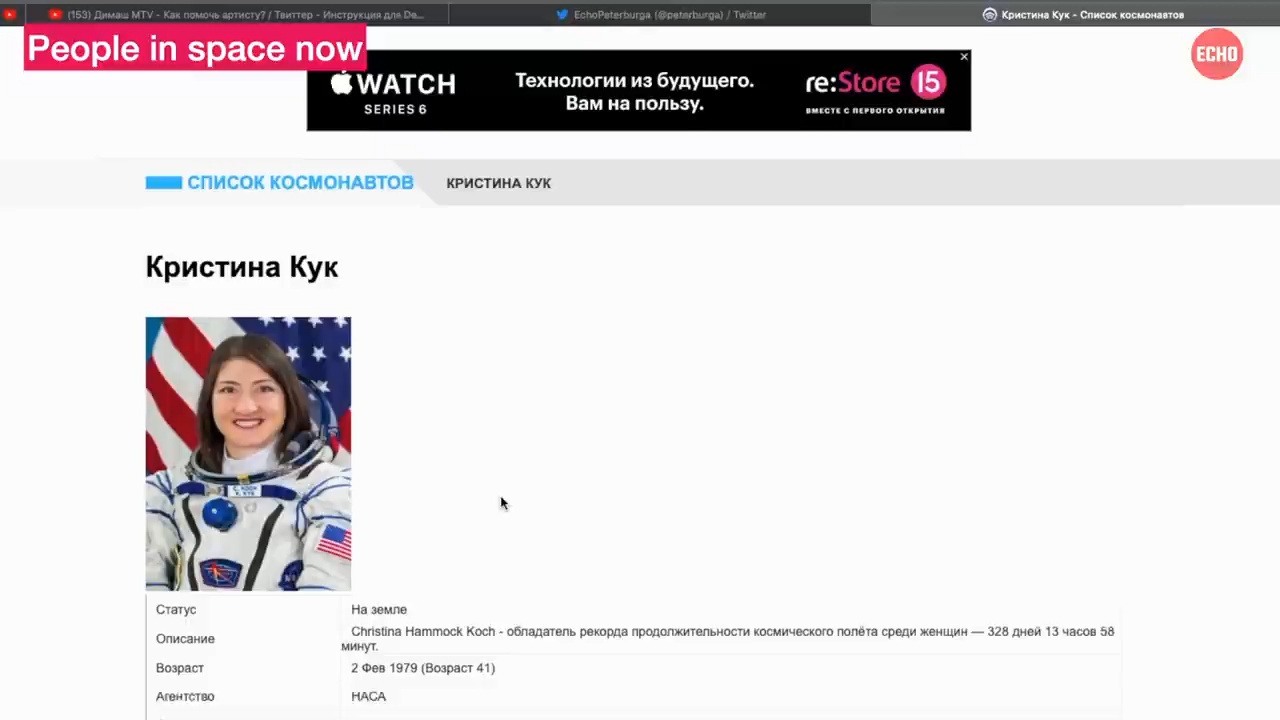 (153) Димаш MTV - Как помочь артисту? / Твиттер - Инструкция для De...
EchoPeterburga (@peterburga) / Twitter
Кристина Кук - Список космонавтов
People in space now
ECHO
WATCH
SERIES 6
Технологии из будущего.
Вам на пользу.
re:Store 15
ВМЕСТЕ С ПЕРВОГО ОТКРЫТИЯ
СПИСОК КОСМОНАВТОВ
КРИСТИНА КУК
Кристина Кук
Статус На земле
Описание Christina Hammock Koch - обладатель рекорда продолжительности космического полёта среди женщин — 328 дней 13 часов 58
минут.
Возраст 2 Фев 1979 (Возраст 41)
Агентство НАСА